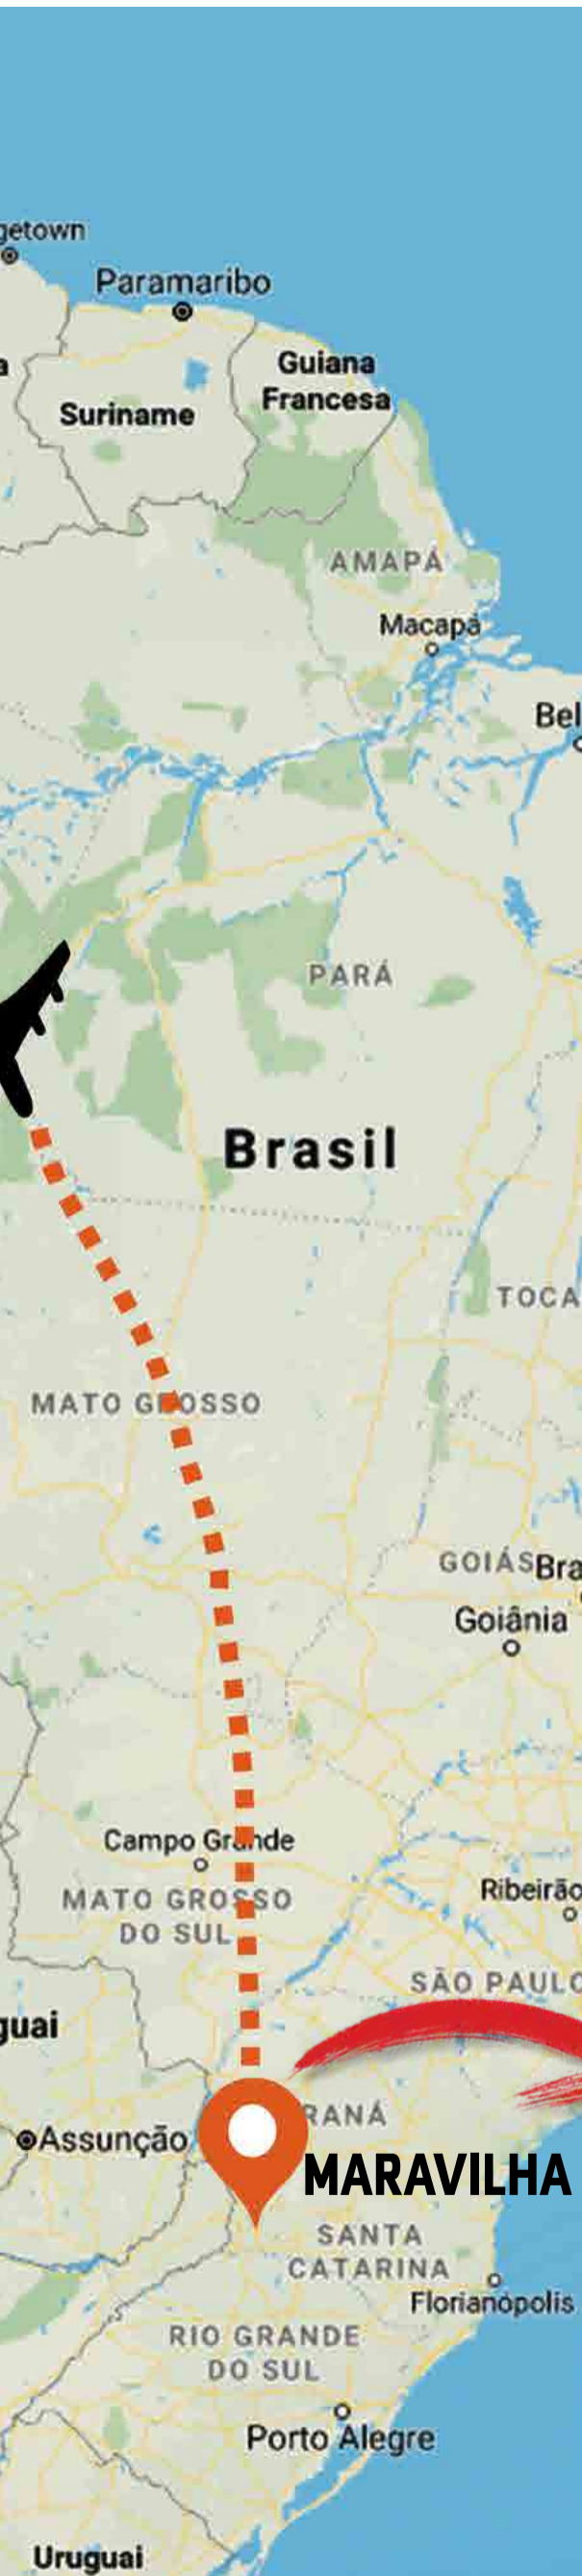 getown
Paramaribo
a
Guiana
Francesa
Suriname
AMAPÁ
Macapá
Bel
PARÁ
Brasil
TOCA
MATO GROSSO
GOIÁS
Bra
Goiânia
Campo Grande
MATO GROSSO
DO SUL
Ribeirão
SÃO PAULO
guai
RANÁ
Assunção
MARAVILHA
SANTA
CATARINA
Florianópolis
RIO GRANDE
DO SUL
Porto Alegre
Uruguai